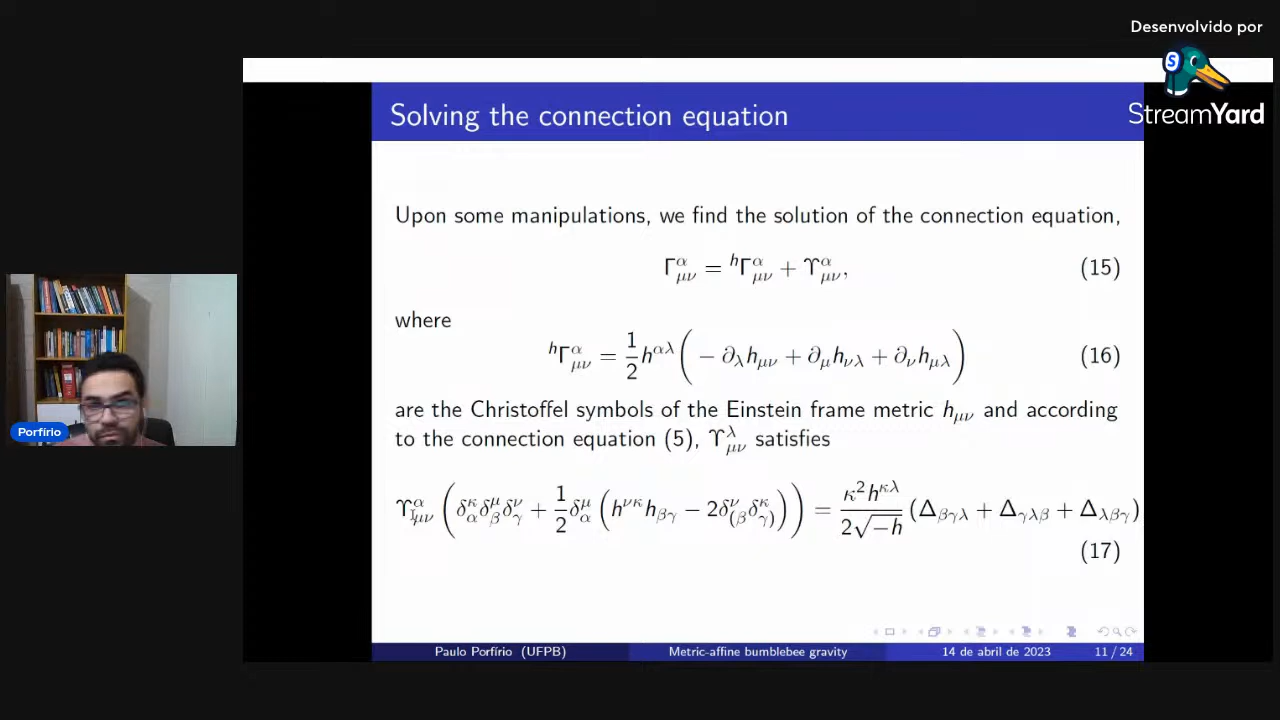 Desenvolvido por
StreamYard
Solving the connection equation
Upon some manipulations, we find the solution of the connection equation,
Γ^α_{μν} = ^hΓ^α_{μν} + ϒ^α_{μν}, (15)
where
^hΓ^α_{μν} = \frac{1}{2} h^{αλ} ( − ∂_λ h_{μν} + ∂_μ h_{νλ} + ∂_ν h_{μλ} ) (16)
are the Christoffel symbols of the Einstein frame metric h_{μν} and according
to the connection equation (5), ϒ^λ_{μν} satisfies
ϒ^α_{μν} ( δ^κ_α δ^μ_β δ^ν_γ + \frac{1}{2} δ^μ_α ( h^{νκ} h_{βγ} − 2δ^ν_{(β} δ^κ_{γ)} ) ) = \frac{κ^2 h^{κλ}}{2\sqrt{−h}} (Δ_{βγλ} + Δ_{γλβ} + Δ_{λβγ})
(17)
Porfírio
Paulo Porfírio (UFPB) Metric-affine bumblebee gravity 14 de abril de 2023 11 / 24